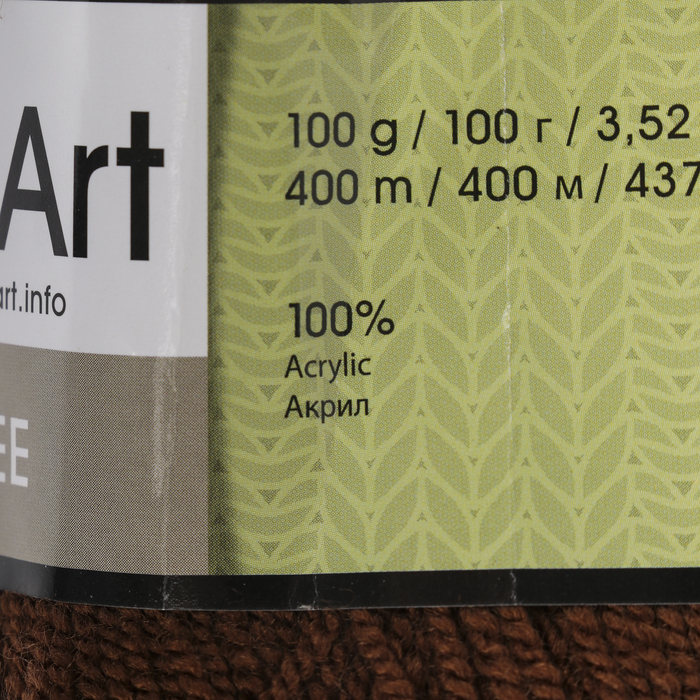 Art
art.info
EE
100 g / 100 г / 3,52
400 m / 400 м / 437
100%
Acrylic
Акрил